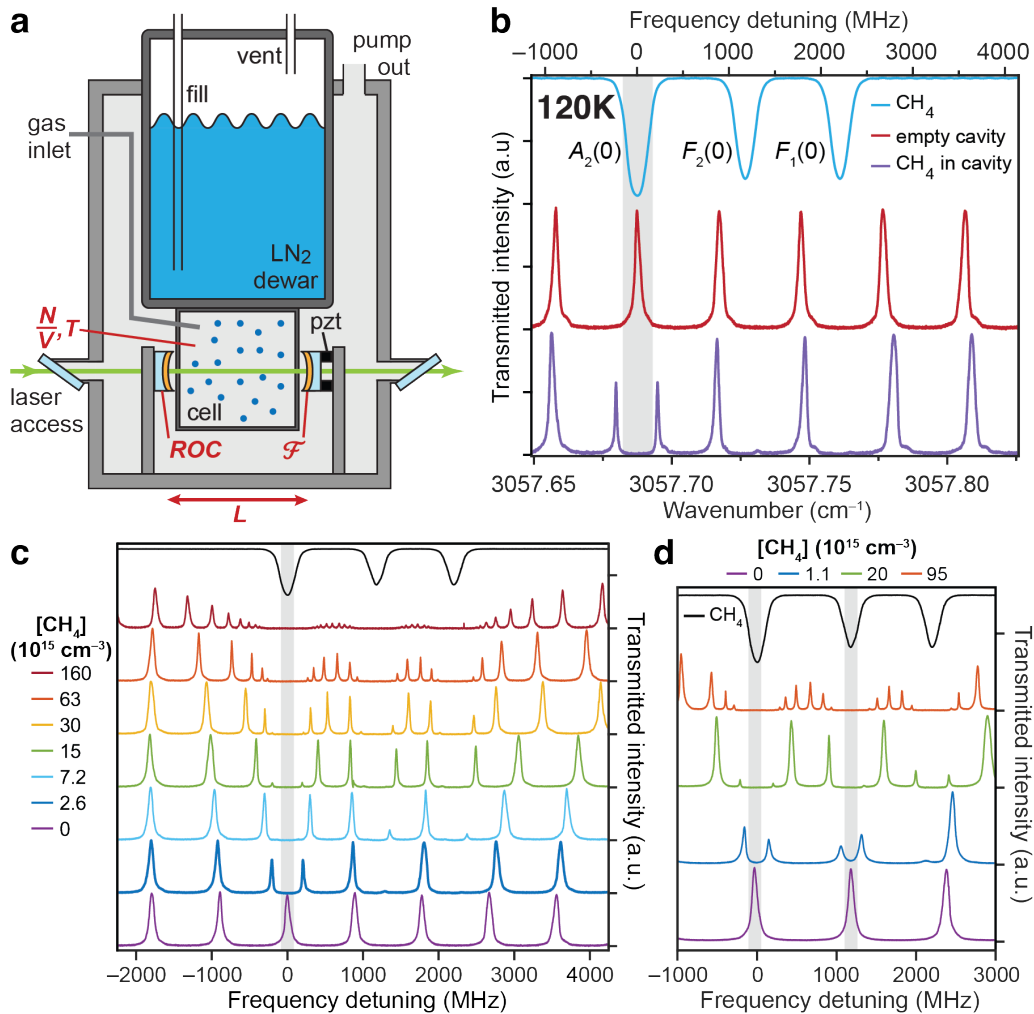 a
vent
pump
out
fill
gas
inlet
LN2
dewar
N/V, T
pzt
laser
access
cell
ROC
ℱ
L
b
Frequency detuning (MHz)
−1000 0 1000 2000 3000 4000
120K
CH4
empty cavity
CH4 in cavity
A2(0)
F2(0)
F1(0)
Transmitted intensity (a.u)
3057.65 3057.70 3057.75 3057.80
Wavenumber (cm−1)
c
[CH4]
(10^15 cm−3)
160
63
30
15
7.2
2.6
0
Transmitted intensity (a.u.)
−2000 −1000 0 1000 2000 3000 4000
Frequency detuning (MHz)
d
[CH4] (10^15 cm−3)
0 1.1 20 95
CH4
Transmitted intensity (a.u.)
−1000 0 1000 2000 3000
Frequency detuning (MHz)